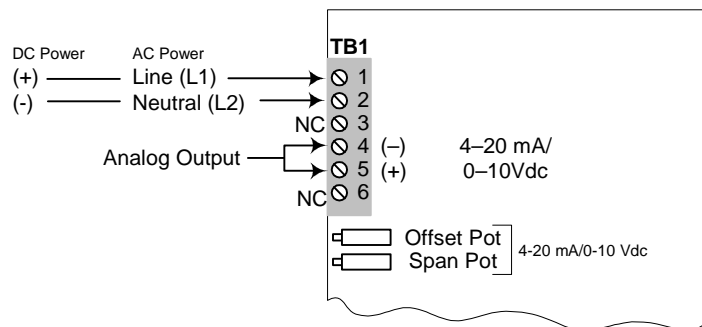 TB1
DC Power AC Power
(+) Line (L1) 1
(-) Neutral (L2) 2
NC 3
4 (–) 4–20 mA/
Analog Output
5 (+) 0–10Vdc
NC 6
Offset Pot
4-20 mA/0-10 Vdc
Span Pot